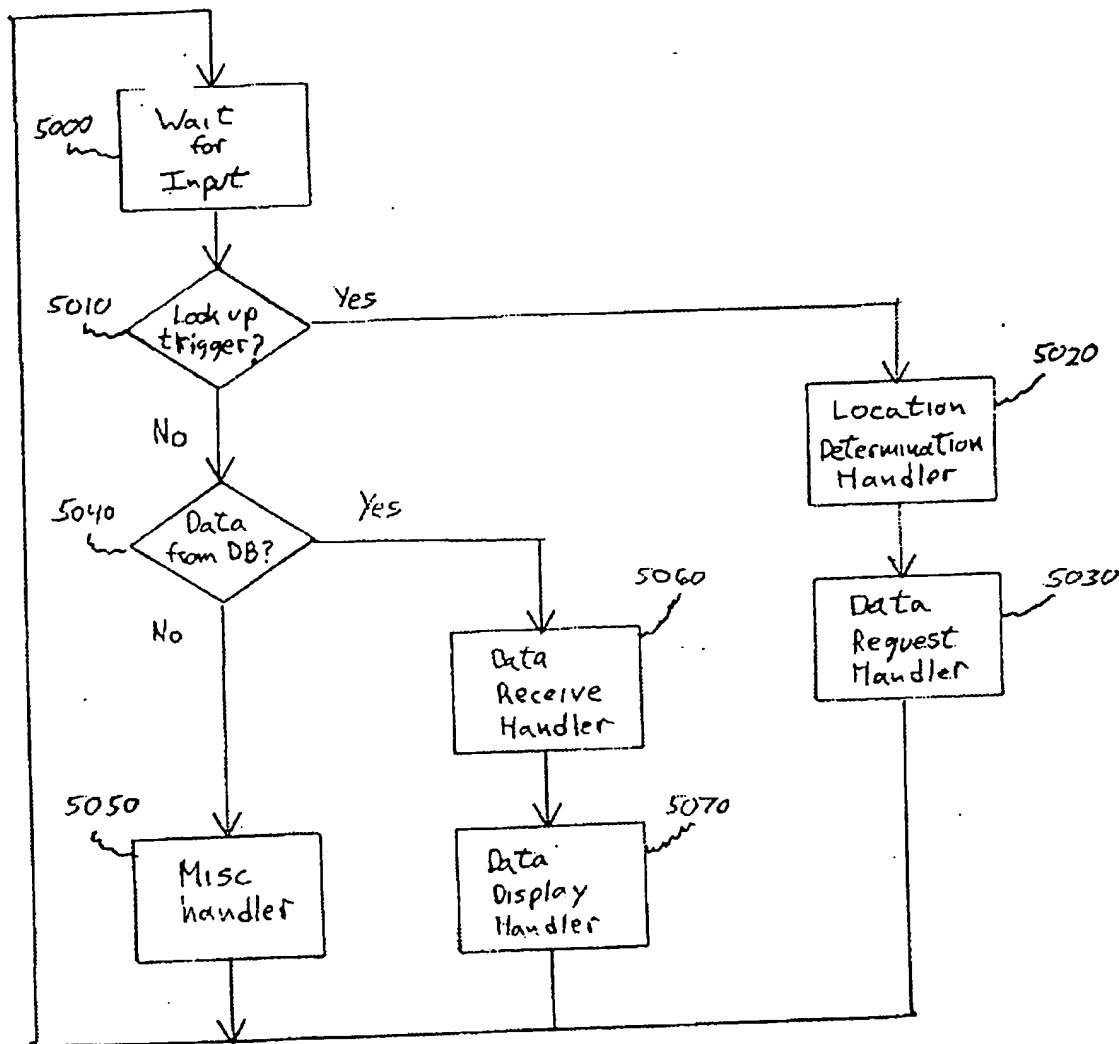 5000
Wait
for
Input
5010
Look up
trigger?
Yes
No
5020
Location
Determination
Handler
5040
Data
from DB?
Yes
No
5030
Data
Request
Handler
5060
Data
Receive
Handler
5050
Misc
handler
5070
Data
Display
Handler